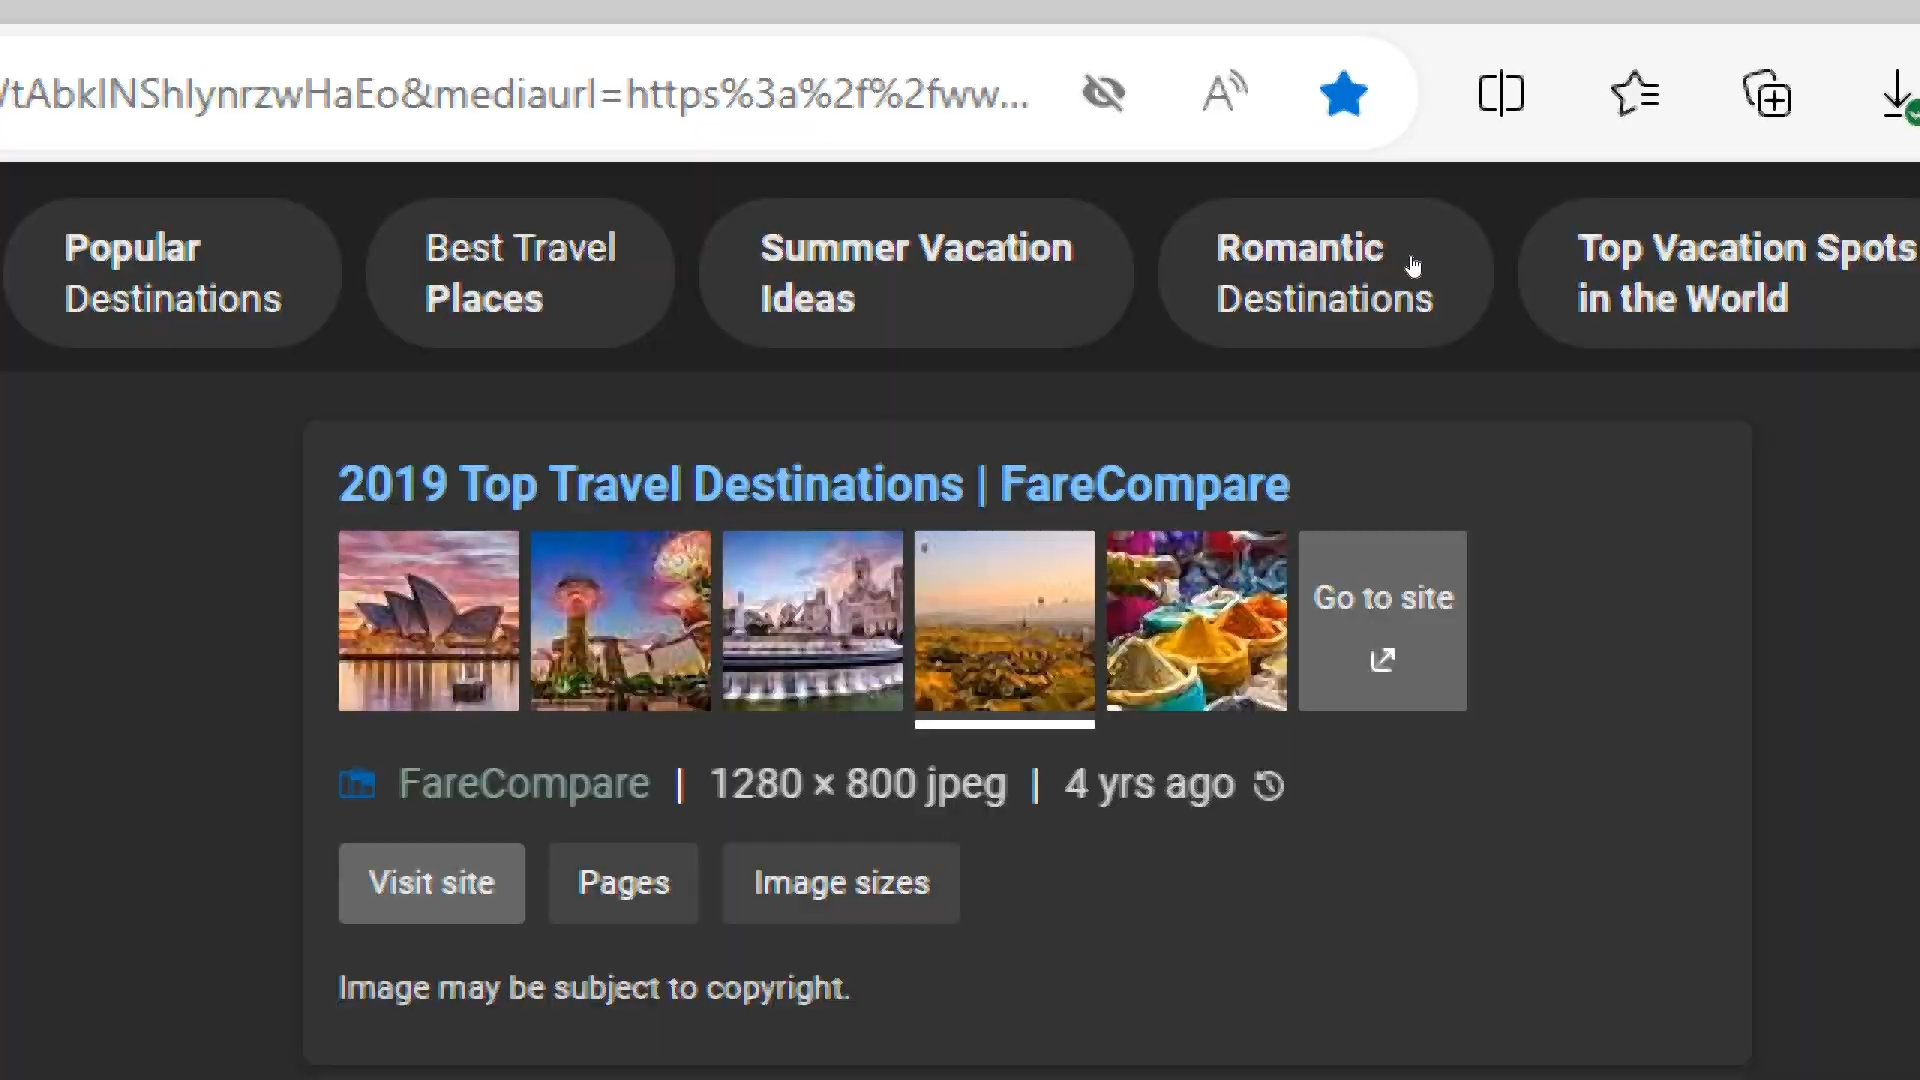 /tAbkINShlynrzwHaEo&mediaurl=https%3a%2f%2fww...
Popular
Destinations
Best Travel
Places
Summer Vacation
Ideas
Romantic
Destinations
Top Vacation Spots
in the World
2019 Top Travel Destinations | FareCompare
Go to site
FareCompare | 1280 × 800 jpeg | 4 yrs ago
Visit site
Pages
Image sizes
Image may be subject to copyright.